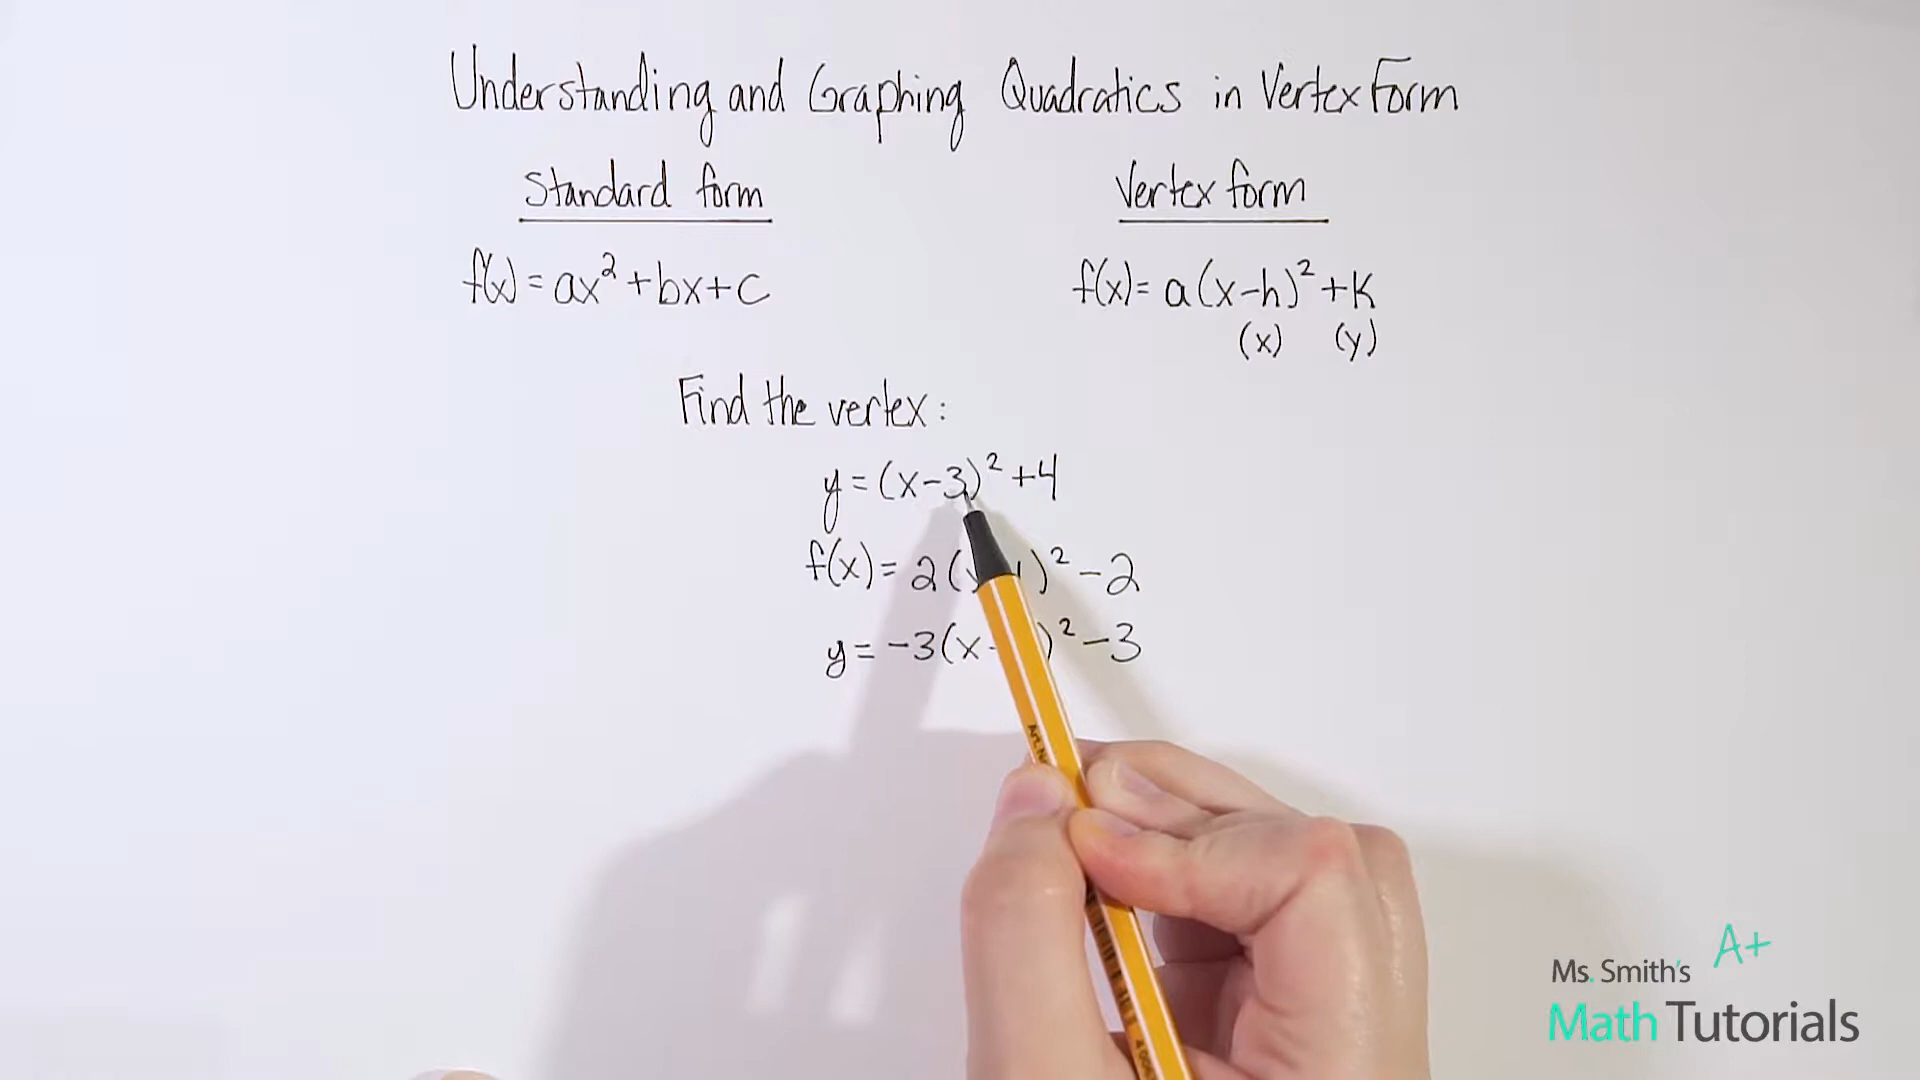 Understanding and Graphing Quadratics in Vertex Form
Standard form
Vertex form
f(x) = ax² + bx + c
f(x) = a(x-h)² + k
(x) (y)
Find the vertex:
y = (x-3)² + 4
f(x) = 2( )² - 2
y = -3(x- )² - 3
A+
Ms. Smith's
Math Tutorials